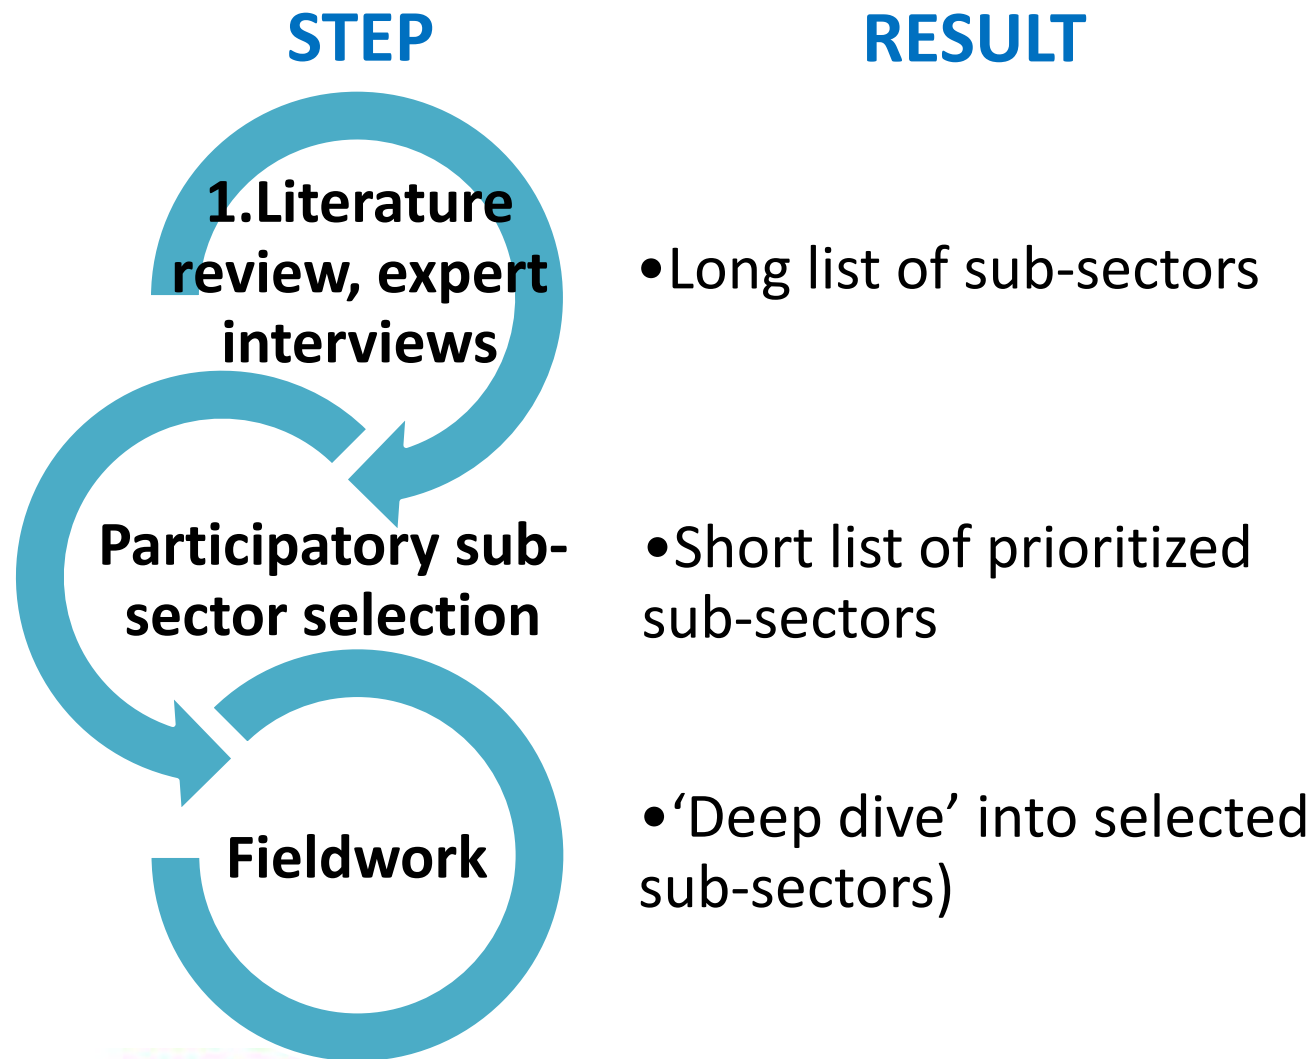 STEP
RESULT
1.Literature
review, expert
interviews
•Long list of sub-sectors
Participatory sub-
sector selection
•Short list of prioritized
sub-sectors
Fieldwork
•‘Deep dive’ into selected
sub-sectors)